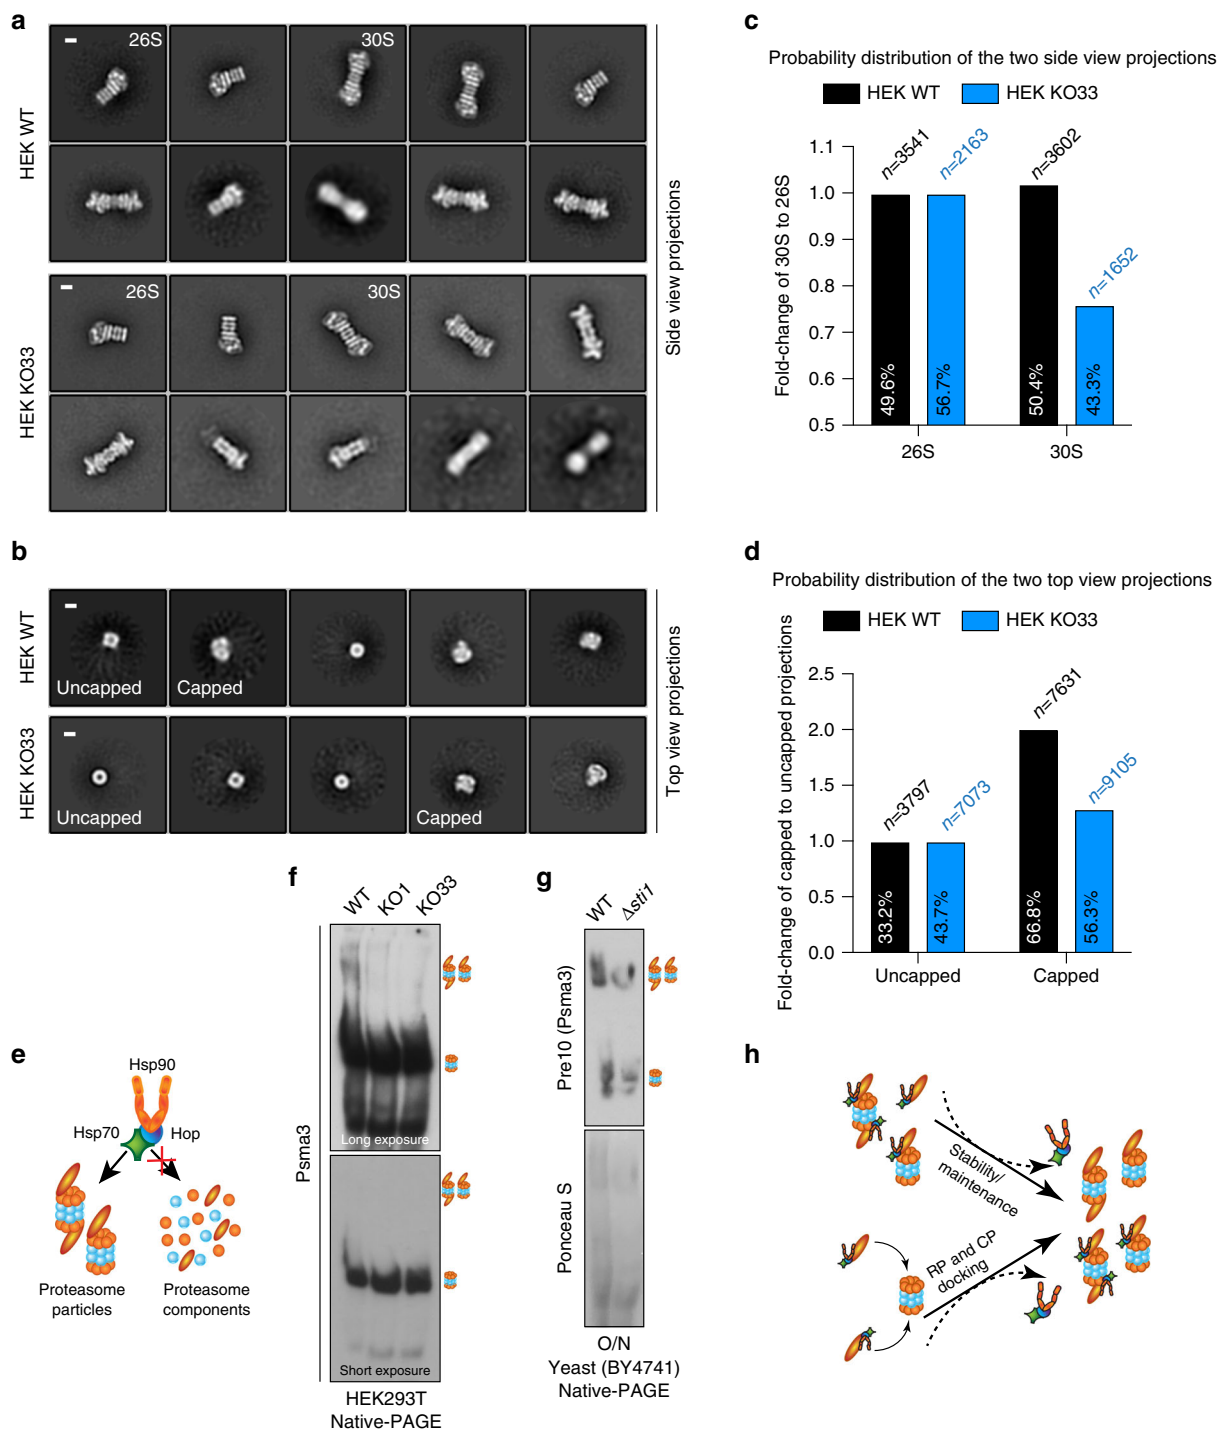 a
26S
30S
HEK WT
26S
30S
HEK KO33
Side view projections
b
HEK WT
Uncapped
Capped
HEK KO33
Uncapped
Capped
Top view projections
c
Probability distribution of the two side view projections
HEK WT
HEK KO33
Fold-change of 30S to 26S
1.1
1.0
0.9
0.8
0.7
0.6
0.5
n=3541
n=2163
n=3602
n=1652
49.6%
56.7%
50.4%
43.3%
26S
30S
d
Probability distribution of the two top view projections
HEK WT
HEK KO33
Fold-change of capped to uncapped projections
2.5
2.0
1.5
1.0
0.5
0.0
n=3797
n=7073
n=7631
n=9105
33.2%
43.7%
66.8%
56.3%
Uncapped
Capped
e
Hsp90
Hsp70
Hop
Proteasome
particles
Proteasome
components
f
WT
KO1
KO33
Psma3
Long exposure
Short exposure
HEK293T
Native-PAGE
g
WT
Δsti1
Pre10 (Psma3)
Ponceau S
O/N
Yeast (BY4741)
Native-PAGE
h
Stability/
maintenance
RP and CP
docking